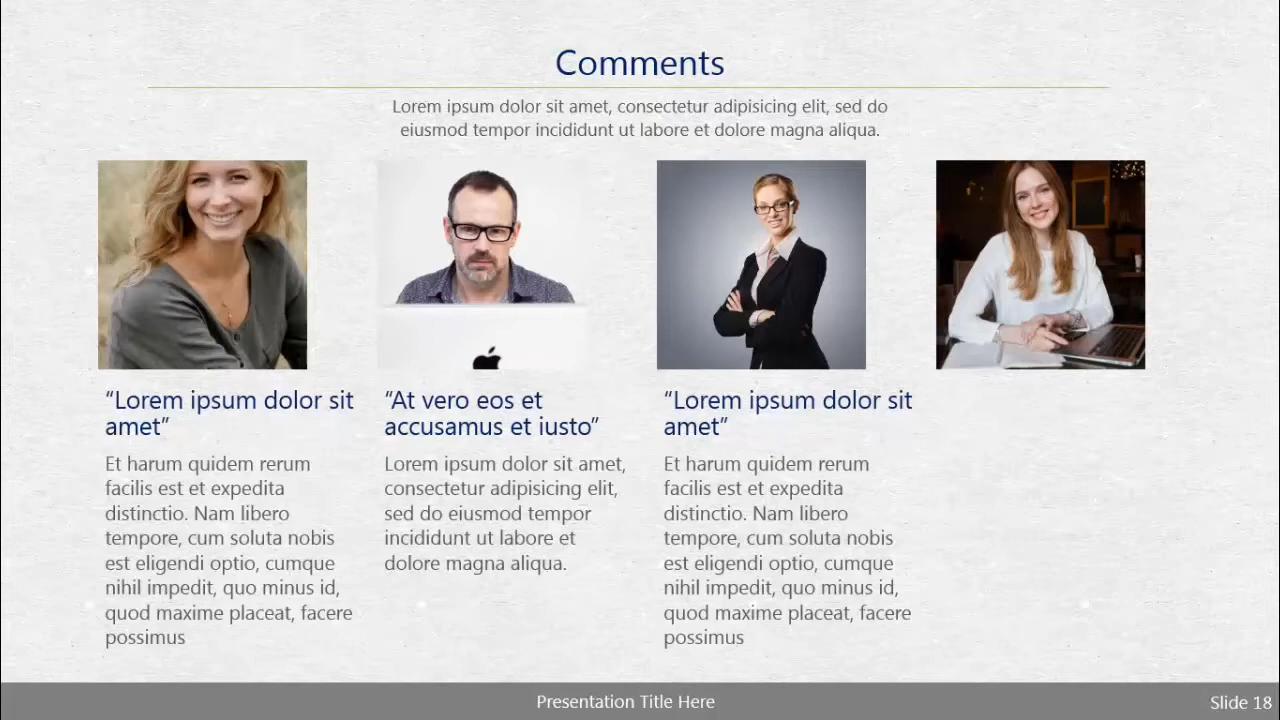 Comments
Lorem ipsum dolor sit amet, consectetur adipisicing elit, sed do
eiusmod tempor incididunt ut labore et dolore magna aliqua.
“Lorem ipsum dolor sit
amet”
Et harum quidem rerum
facilis est et expedita
distinctio. Nam libero
tempore, cum soluta nobis
est eligendi optio, cumque
nihil impedit, quo minus id,
quod maxime placeat, facere
possimus
“At vero eos et
accusamus et iusto”
Lorem ipsum dolor sit amet,
consectetur adipisicing elit,
sed do eiusmod tempor
incididunt ut labore et
dolore magna aliqua.
“Lorem ipsum dolor sit
amet”
Et harum quidem rerum
facilis est et expedita
distinctio. Nam libero
tempore, cum soluta nobis
est eligendi optio, cumque
nihil impedit, quo minus id,
quod maxime placeat, facere
possimus
Presentation Title Here
Slide 18